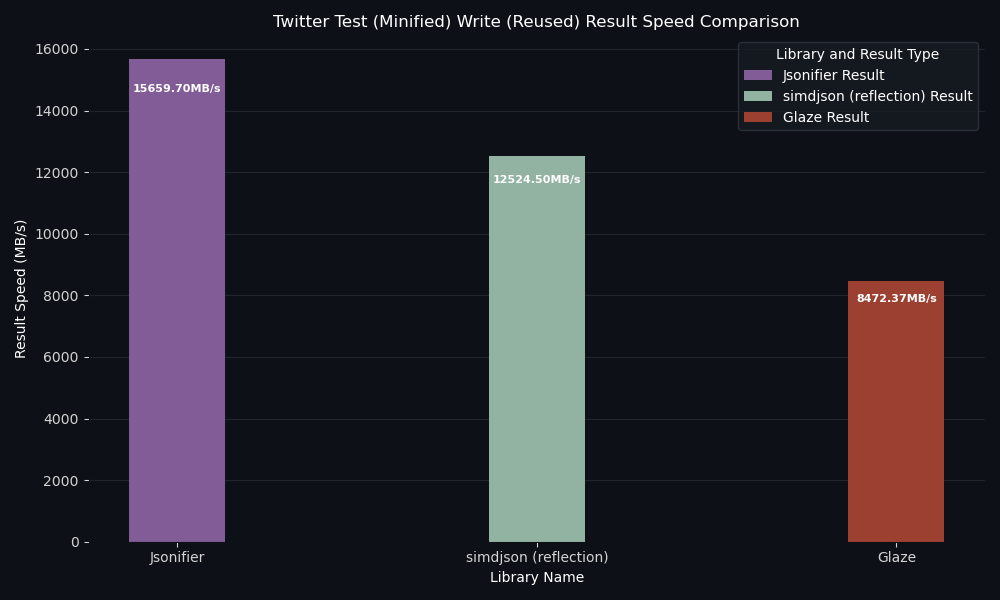 Twitter Test (Minified) Write (Reused) Result Speed Comparison
Library and Result Type
Jsonifier Result
simdjson (reflection) Result
Glaze Result
Result Speed (MB/s)
16000
14000
12000
10000
8000
6000
4000
2000
0
15659.70MB/s
12524.50MB/s
8472.37MB/s
Jsonifier
simdjson (reflection)
Glaze
Library Name